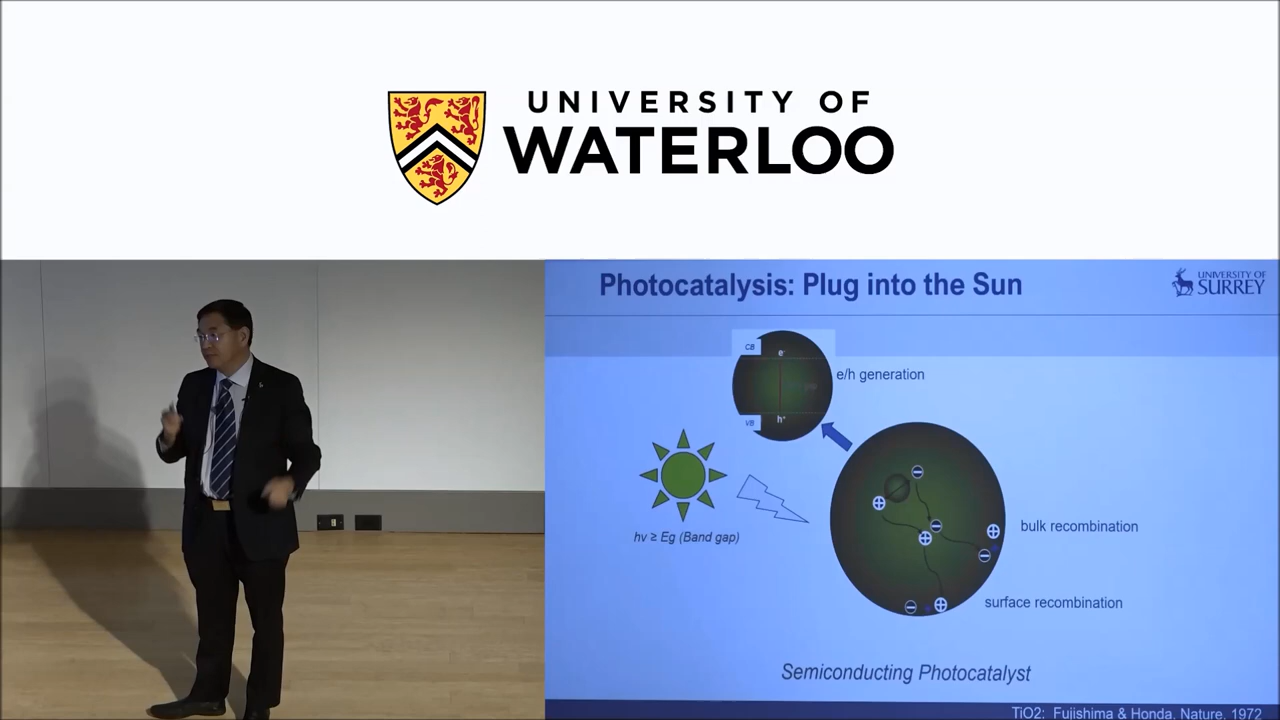 UNIVERSITY OF
WATERLOO
Photocatalysis: Plug into the Sun
UNIVERSITY OF
SURREY
CB
e⁻
e/h generation
VB
h⁺
hv ≥ Eg (Band gap)
bulk recombination
surface recombination
Semiconducting Photocatalyst
TiO2: Fujishima & Honda, Nature, 1972